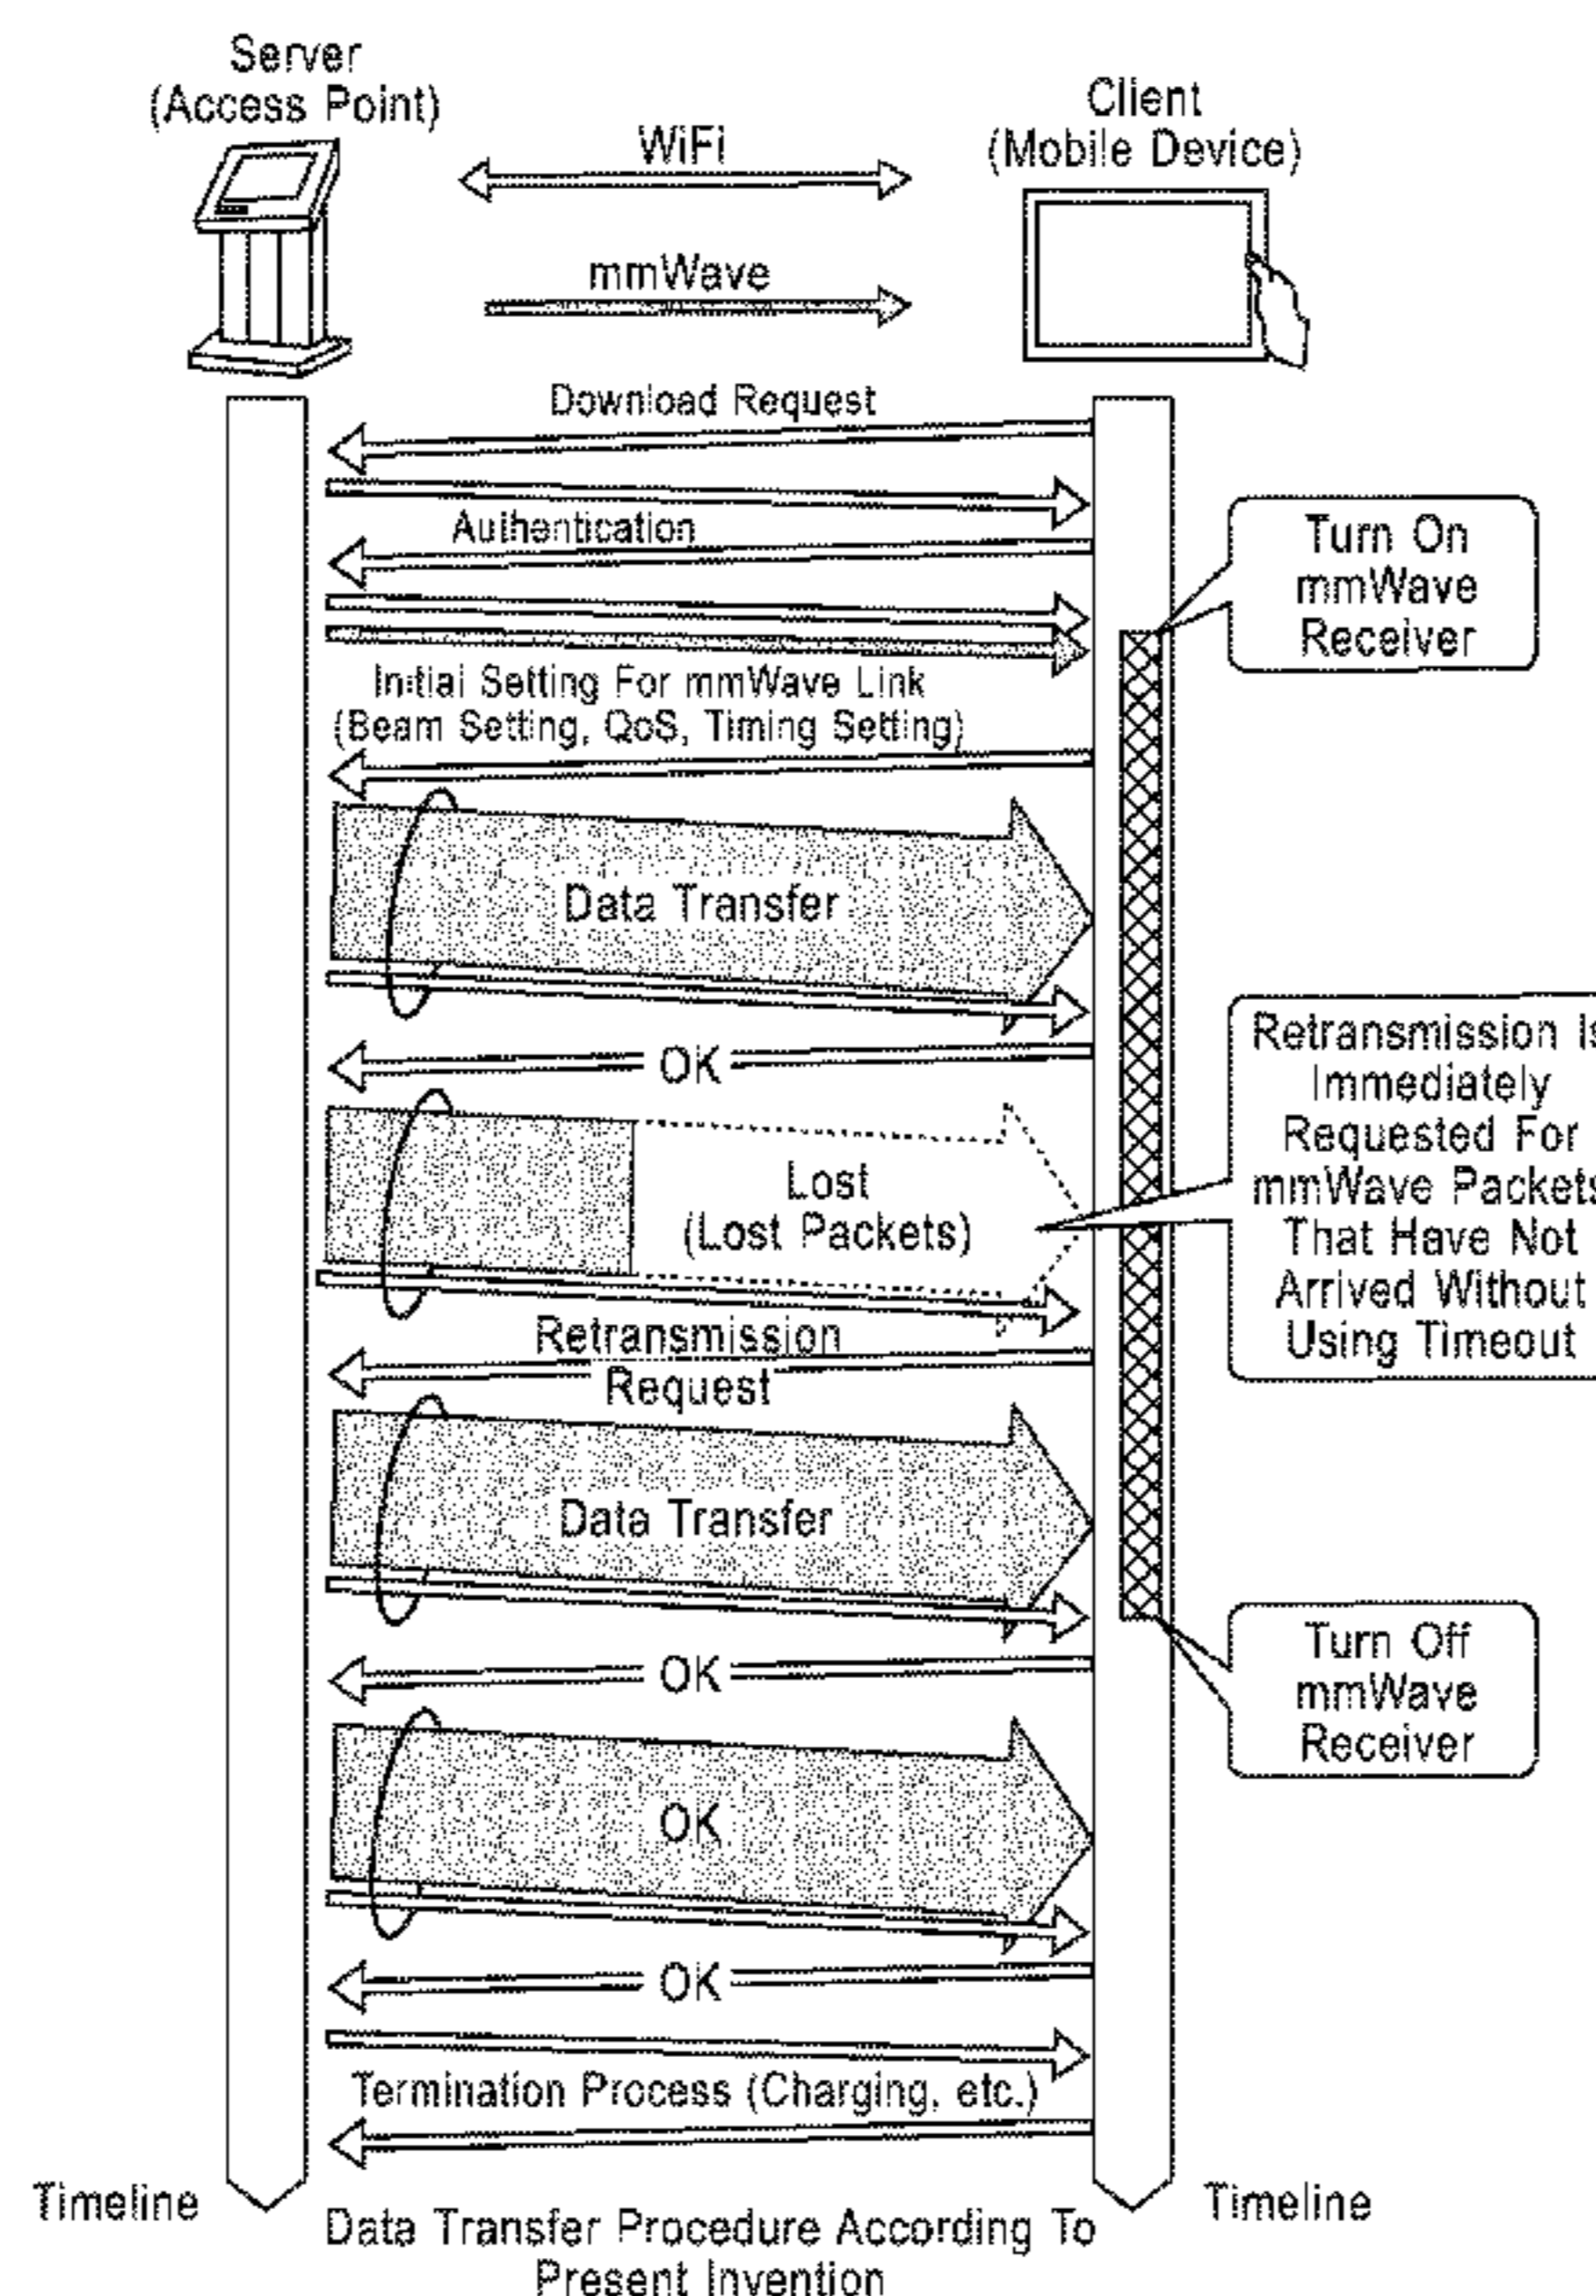 Server
(Access Point)
Client
(Mobile Device)
WiFi
mmWave
Download Request
Authentication
Turn On
mmWave
Receiver
Initial Setting For mmWave Link
(Beam Setting, QoS, Timing Setting)
Data Transfer
OK
Lost
(Lost Packets)
Retransmission Is
Immediately
Requested For
mmWave Packets
That Have Not
Arrived Without
Using Timeout
Retransmission
Request
Data Transfer
OK
Turn Off
mmWave
Receiver
OK
OK
Termination Process (Charging, etc.)
Timeline
Timeline
Data Transfer Procedure According To
Present Invention